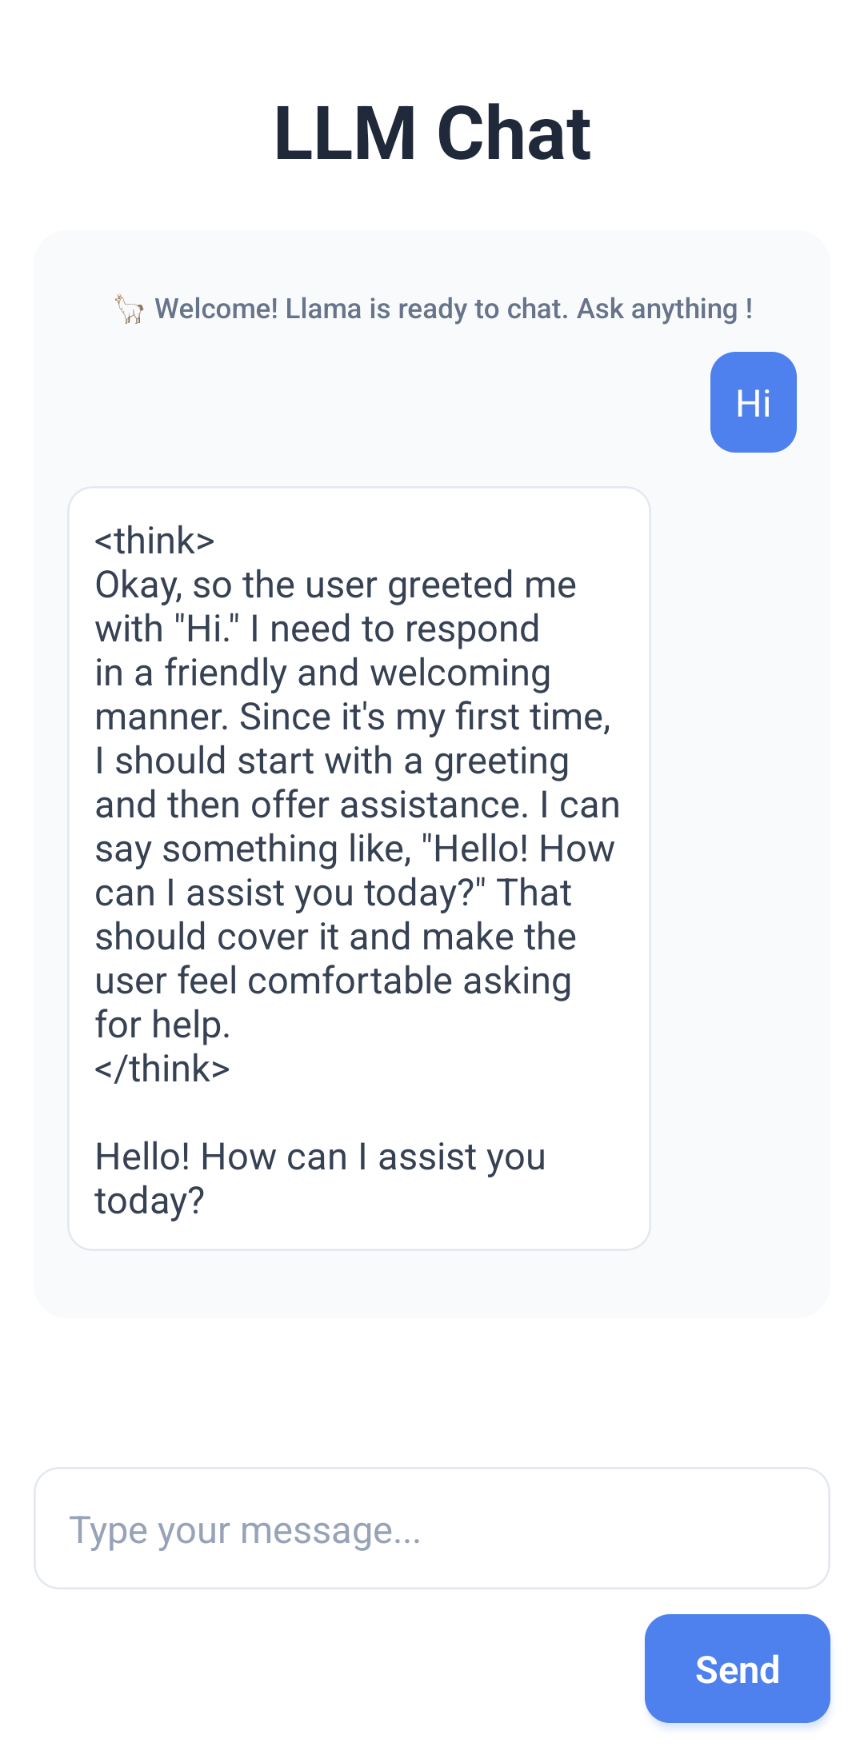 LLM Chat
🦙 Welcome! Llama is ready to chat. Ask anything !
Hi
<think>
Okay, so the user greeted me
with "Hi." I need to respond
in a friendly and welcoming
manner. Since it's my first time,
I should start with a greeting
and then offer assistance. I can
say something like, "Hello! How
can I assist you today?" That
should cover it and make the
user feel comfortable asking
for help.
</think>
Hello! How can I assist you
today?
Type your message...
Send